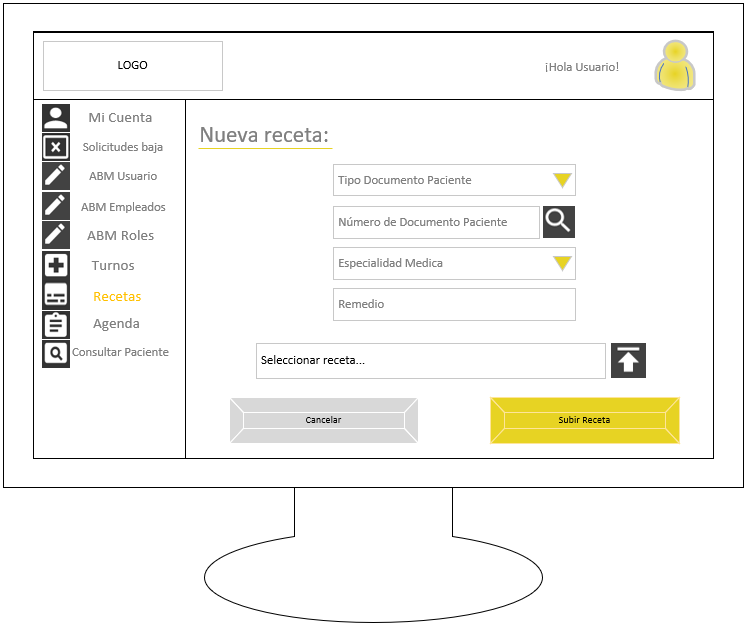 LOGO
¡Hola Usuario!
Mi Cuenta
Solicitudes baja
ABM Usuario
ABM Empleados
ABM Roles
Turnos
Recetas
Agenda
Consultar Paciente
Nueva receta:
Tipo Documento Paciente
Número de Documento Paciente
Especialidad Medica
Remedio
Seleccionar receta...
Cancelar
Subir Receta